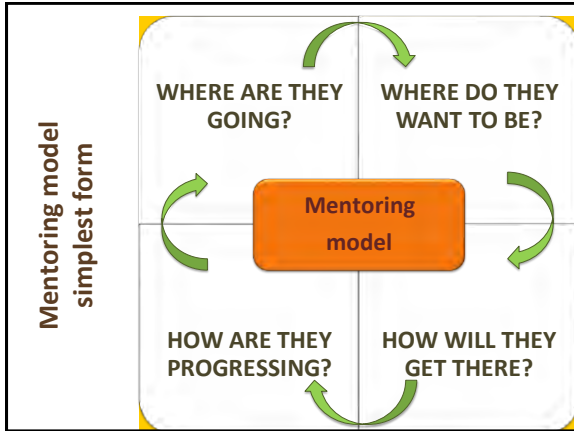 Mentoring model
simplest form
WHERE ARE THEY
GOING?
WHERE DO THEY
WANT TO BE?
Mentoring
model
HOW ARE THEY
PROGRESSING?
HOW WILL THEY
GET THERE?